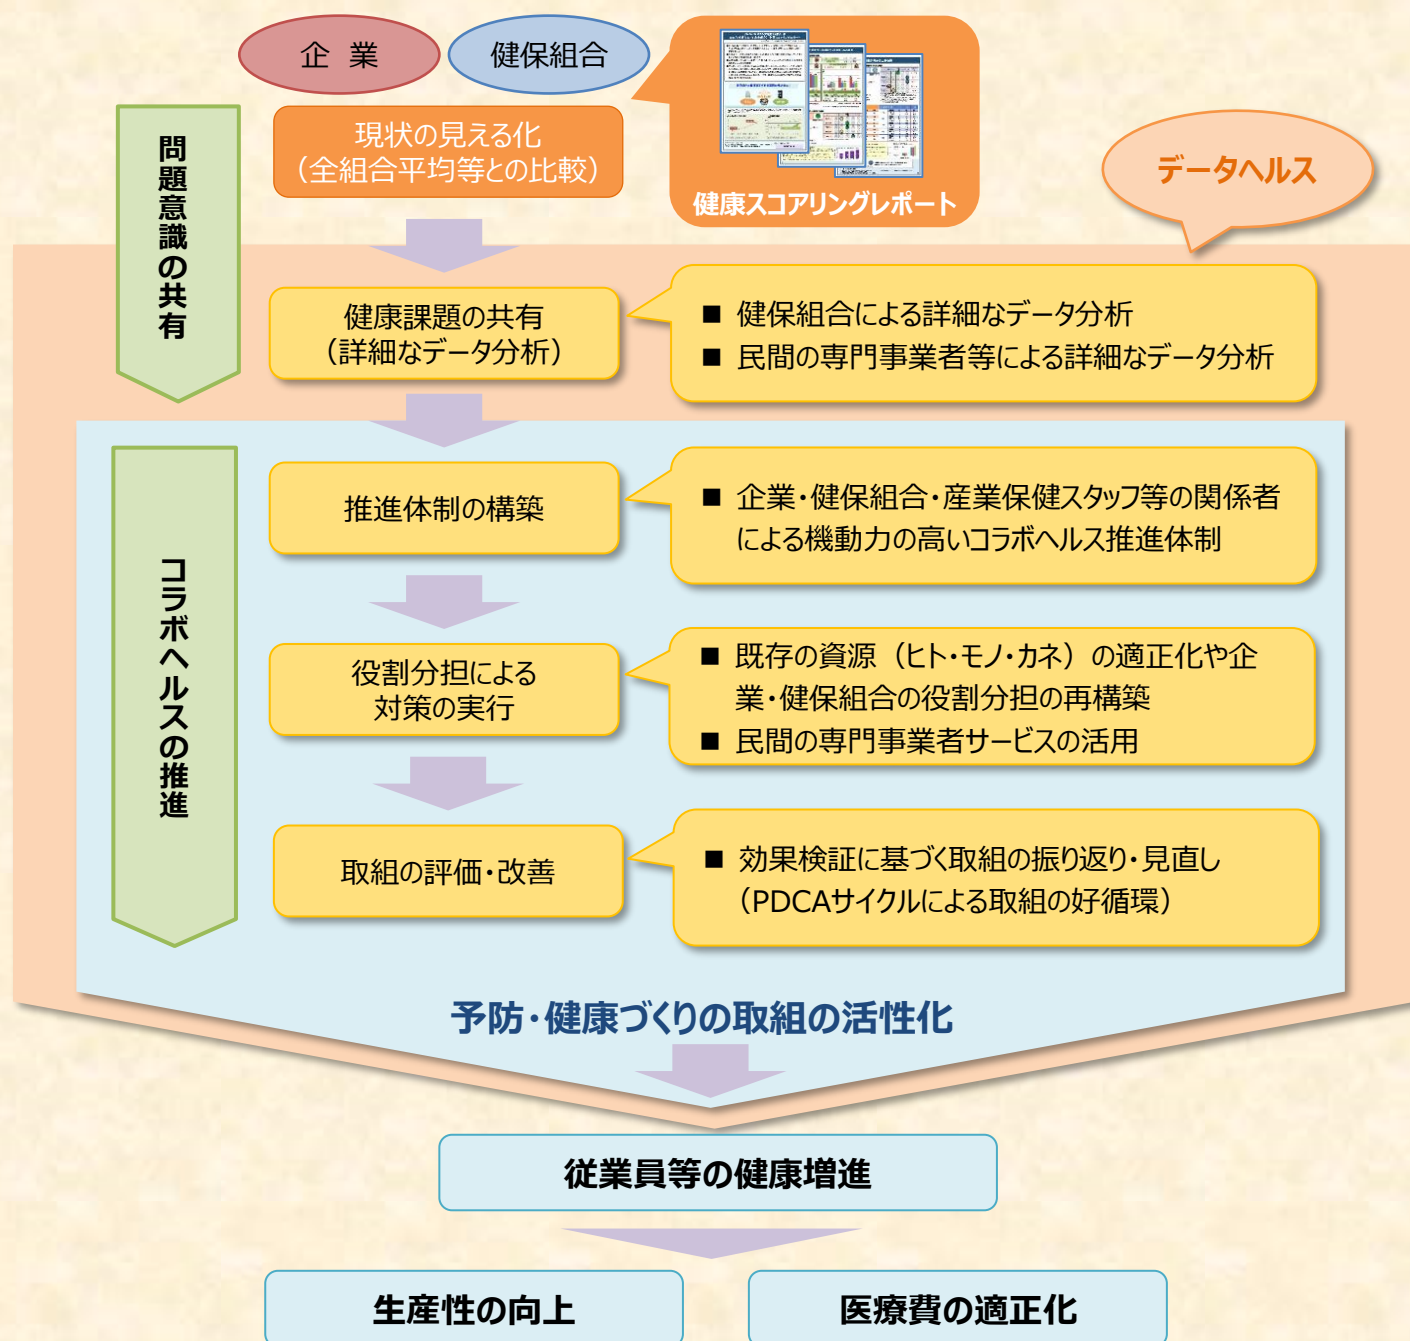 企 業
健保組合
現状の見える化
（全組合平均等との比較）
健康スコアリングレポート
データヘルス
問題意識の共有
健康課題の共有
（詳細なデータ分析）
■ 健保組合による詳細なデータ分析
■ 民間の専門事業者等による詳細なデータ分析
コラボヘルスの推進
推進体制の構築
■ 企業・健保組合・産業保健スタッフ等の関係者
による機動力の高いコラボヘルス推進体制
役割分担による
対策の実行
■ 既存の資源（ヒト・モノ・カネ）の適正化や企
業・健保組合の役割分担の再構築
■ 民間の専門事業者サービスの活用
取組の評価・改善
■ 効果検証に基づく取組の振り返り・見直し
（PDCAサイクルによる取組の好循環）
予防・健康づくりの取組の活性化
従業員等の健康増進
生産性の向上
医療費の適正化